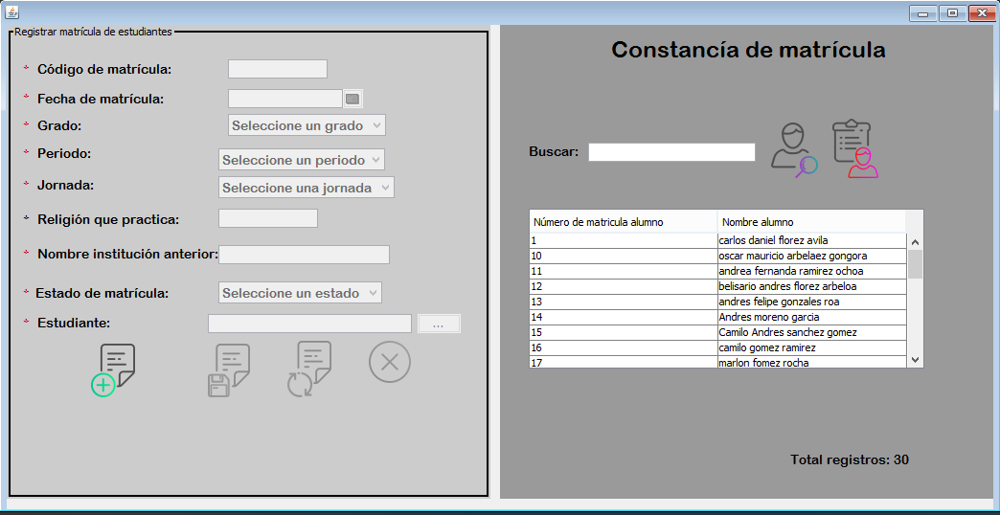 Registrar matrícula de estudiantes
* Código de matrícula:
* Fecha de matrícula:
* Grado: Seleccione un grado
* Periodo: Seleccione un periodo
* Jornada: Seleccione una jornada
* Religión que practica:
* Nombre institución anterior:
* Estado de matrícula: Seleccione un estado
* Estudiante: ...
Constancía de matrícula
Buscar:
Número de matricula alumno Nombre alumno
1 carlos daniel florez avila
10 oscar mauricio arbelaez gongora
11 andrea fernanda ramirez ochoa
12 belisario andres florez arbeloa
13 andres felipe gonzales roa
14 Andres moreno garcia
15 Camilo Andres sanchez gomez
16 camilo gomez ramirez
17 marlon fomez rocha
Total registros: 30